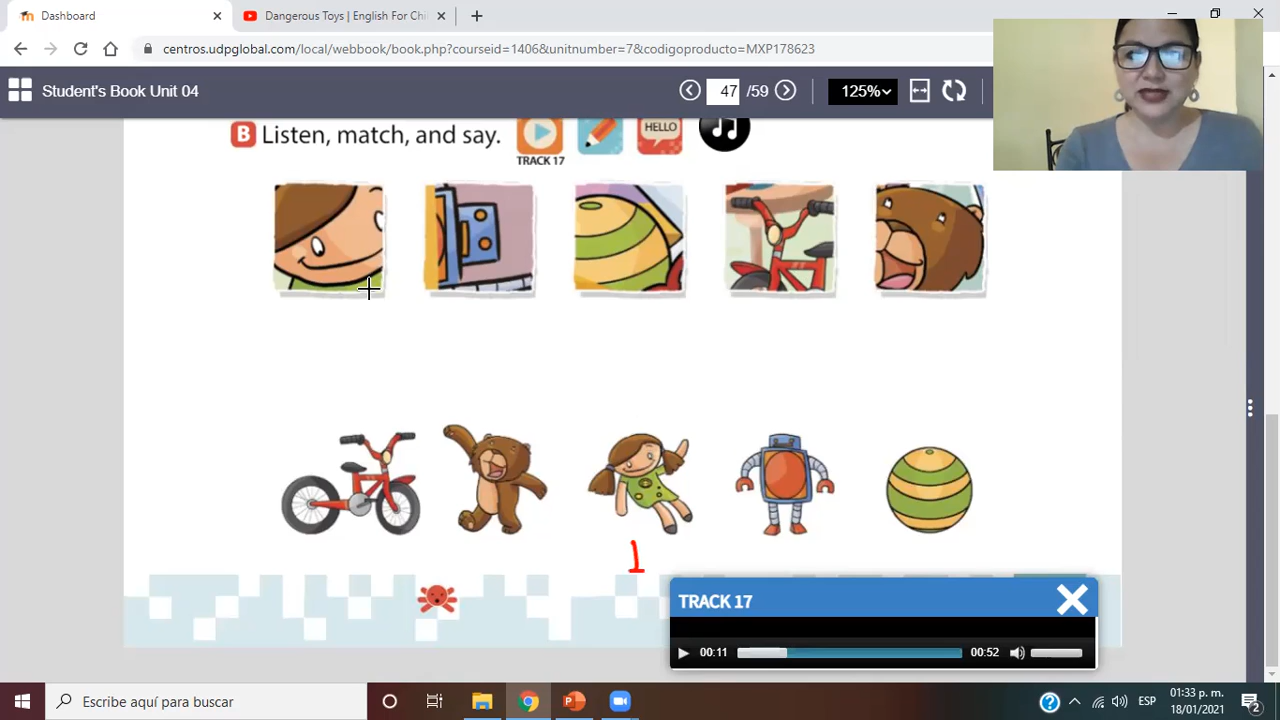 Dashboard
Dangerous Toys | English For Chi
centros.udpglobal.com/local/webbook/book.php?courseid=1406&unitnumber=7&codigoproducto=MXP178623
Student's Book Unit 04
47 /59
125%
B Listen, match, and say.
HELLO
TRACK 17
1
TRACK 17
00:11
00:52
Escribe aquí para buscar
ESP
01:33 p. m.
18/01/2021
2